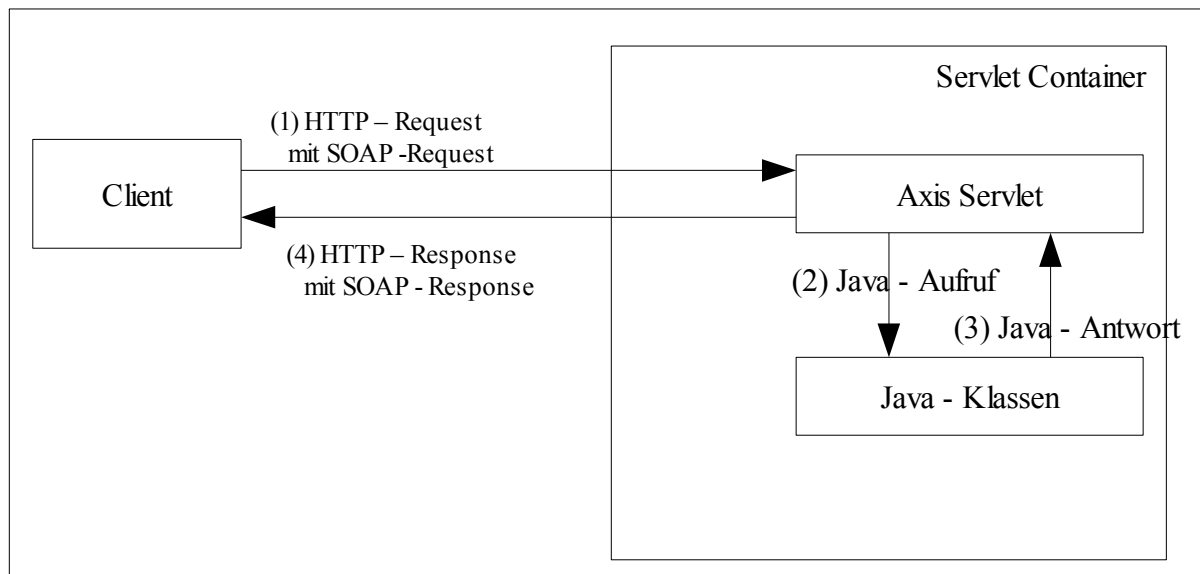 Servlet Container
(1) HTTP – Request
mit SOAP -Request
Client
Axis Servlet
(4) HTTP – Response
mit SOAP - Response
(2) Java - Aufruf
(3) Java - Antwort
Java - Klassen